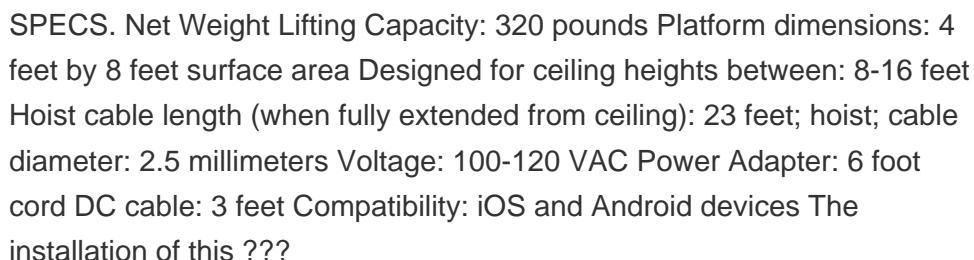 SPECS. Net Weight Lifting Capacity: 320 pounds Platform dimensions: 4
feet by 8 feet surface area Designed for ceiling heights between: 8-16 feet
Hoist cable length (when fully extended from ceiling): 23 feet; hoist; cable
diameter: 2.5 millimeters Voltage: 100-120 VAC Power Adapter: 6 foot
cord DC cable: 3 feet Compatibility: iOS and Android devices The
installation of this ???